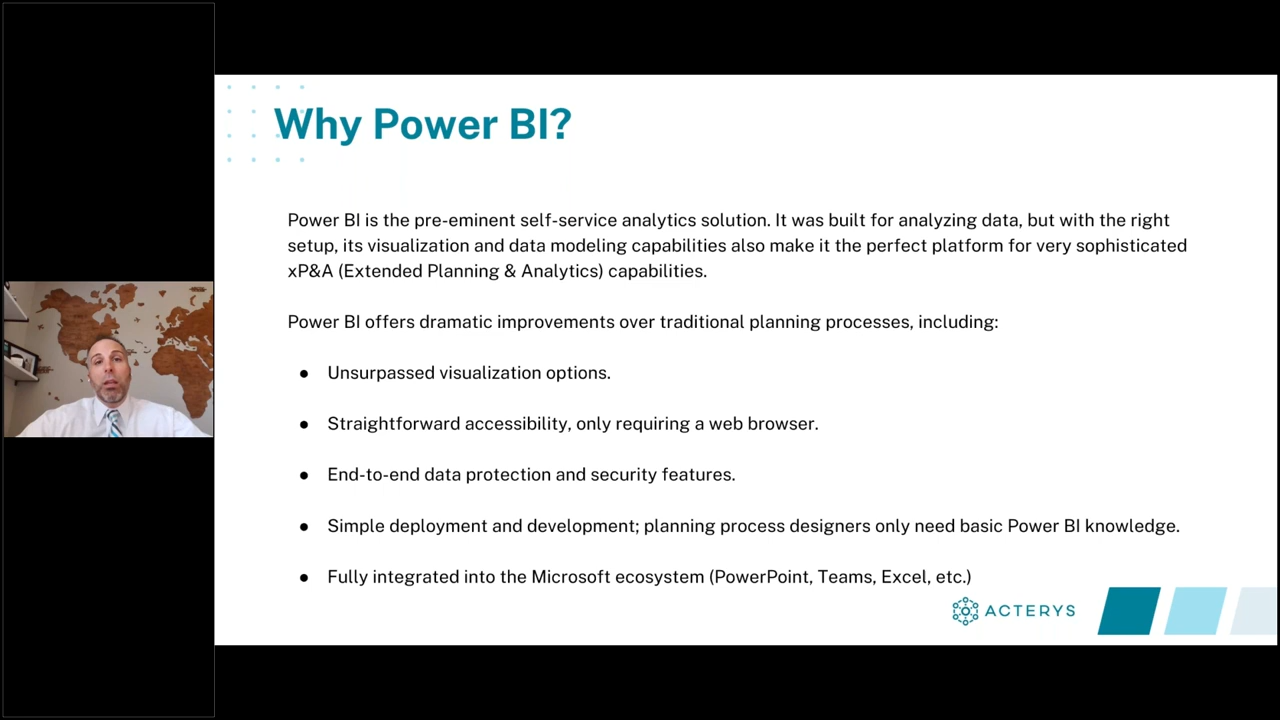 Why Power BI?
Power BI is the pre-eminent self-service analytics solution. It was built for analyzing data, but with the right
setup, its visualization and data modeling capabilities also make it the perfect platform for very sophisticated
xP&A (Extended Planning & Analytics) capabilities.
Power BI offers dramatic improvements over traditional planning processes, including:
● Unsurpassed visualization options.
● Straightforward accessibility, only requiring a web browser.
● End-to-end data protection and security features.
● Simple deployment and development; planning process designers only need basic Power BI knowledge.
● Fully integrated into the Microsoft ecosystem (PowerPoint, Teams, Excel, etc.)
ACTERYS